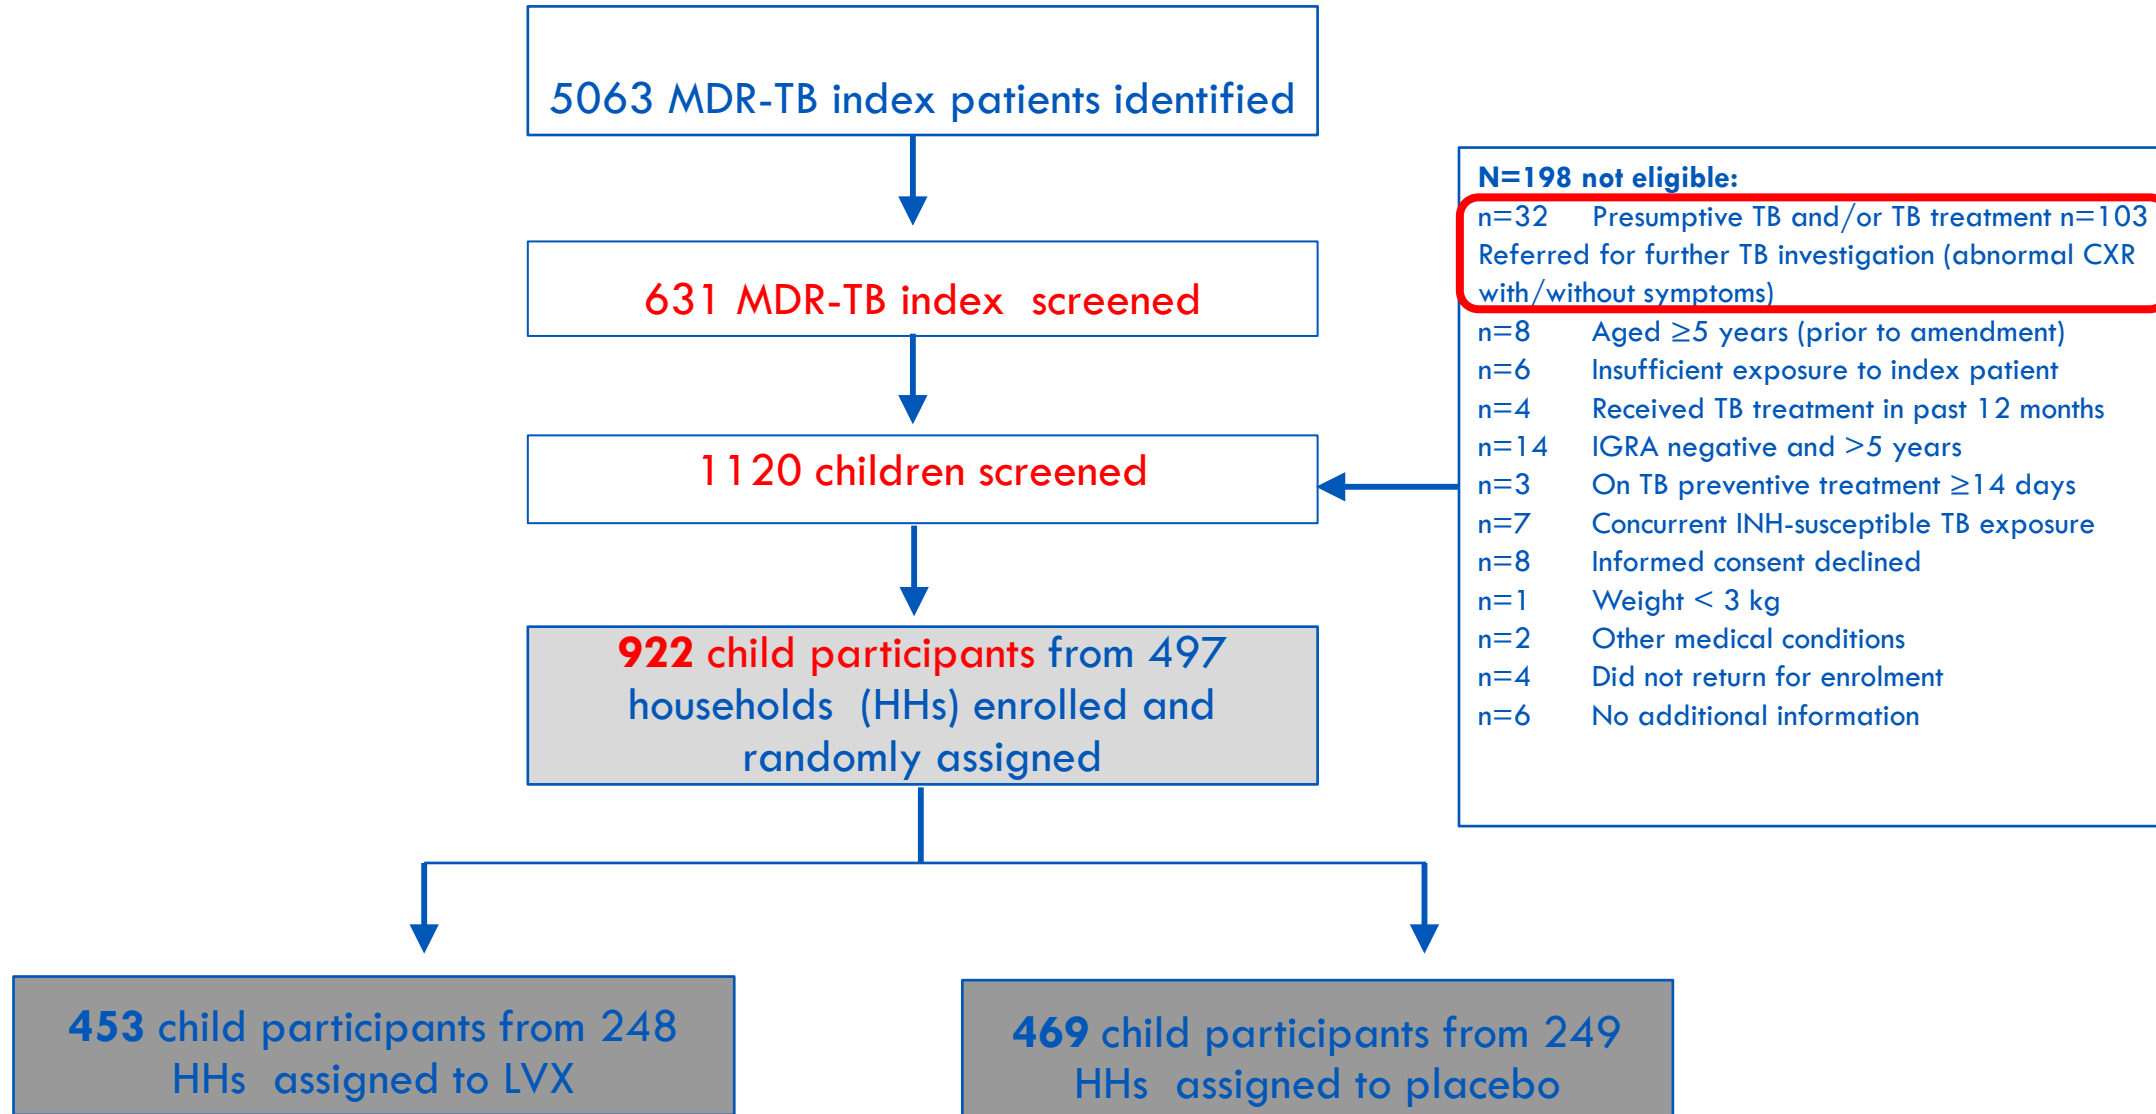 5063 MDR-TB index patients identified
631 MDR-TB index screened
1120 children screened
922 child participants from 497
households (HHs) enrolled and
randomly assigned
N=198 not eligible:
n=32 Presumptive TB and/or TB treatment n=103
Referred for further TB investigation (abnormal CXR
with/without symptoms)
n=8 Aged ≥5 years (prior to amendment)
n=6 Insufficient exposure to index patient
n=4 Received TB treatment in past 12 months
n=14 IGRA negative and >5 years
n=3 On TB preventive treatment ≥14 days
n=7 Concurrent INH-susceptible TB exposure
n=8 Informed consent declined
n=1 Weight < 3 kg
n=2 Other medical conditions
n=4 Did not return for enrolment
n=6 No additional information
453 child participants from 248
HHs assigned to LVX
469 child participants from 249
HHs assigned to placebo